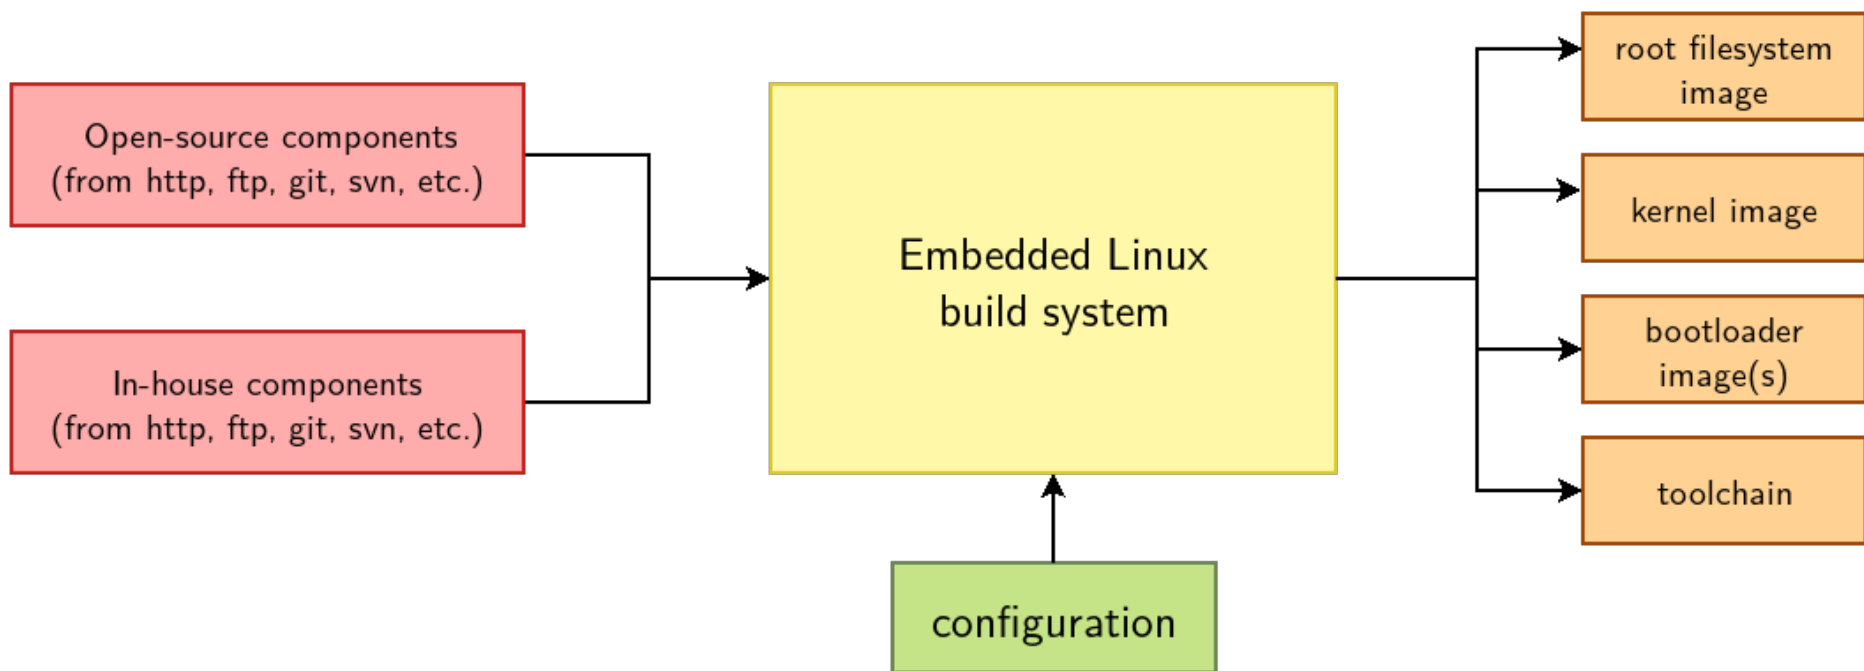 Open-source components
(from http, ftp, git, svn, etc.)
In-house components
(from http, ftp, git, svn, etc.)
Embedded Linux
build system
configuration
root filesystem
image
kernel image
bootloader
image(s)
toolchain